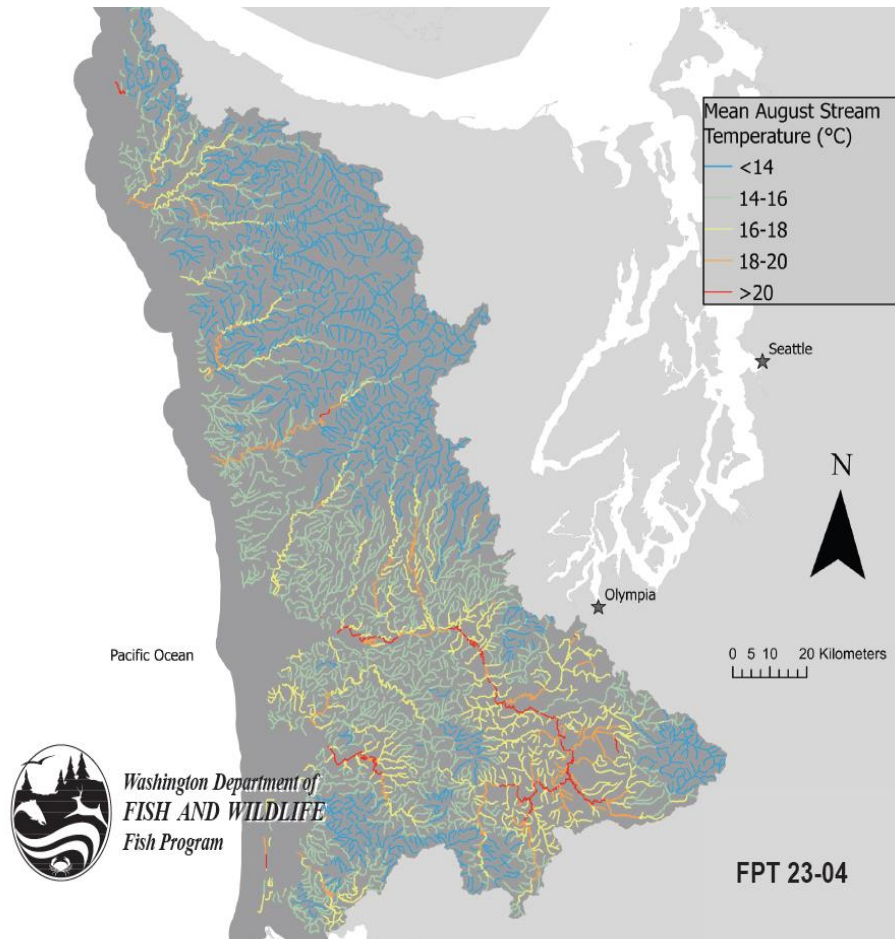 Mean August Stream
Temperature (°C)
<14
14-16
16-18
18-20
>20
Seattle
N
Olympia
Pacific Ocean
0 5 10 20 Kilometers
Washington Department of
FISH AND WILDLIFE
Fish Program
FPT 23-04